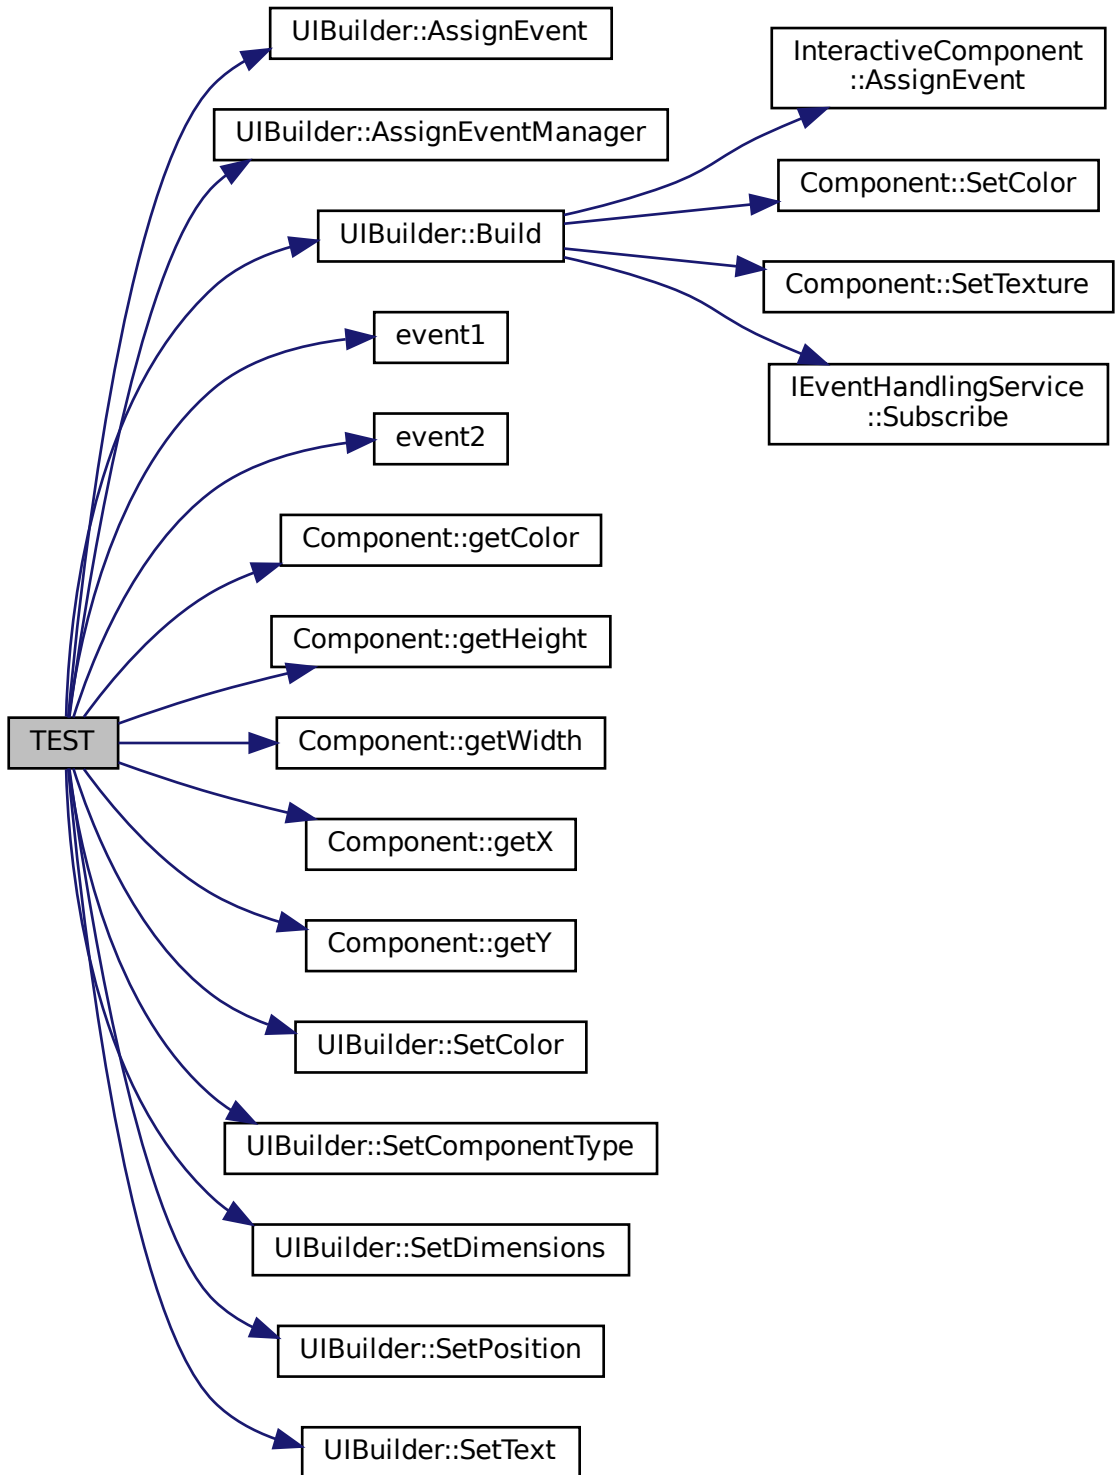 UIBuilder::AssignEvent
InteractiveComponent
::AssignEvent
UIBuilder::AssignEventManager
Component::SetColor
UIBuilder::Build
Component::SetTexture
event1
IEventHandlingService
::Subscribe
event2
Component::getColor
Component::getHeight
TEST
Component::getWidth
Component::getX
Component::getY
UIBuilder::SetColor
UIBuilder::SetComponentType
UIBuilder::SetDimensions
UIBuilder::SetPosition
UIBuilder::SetText